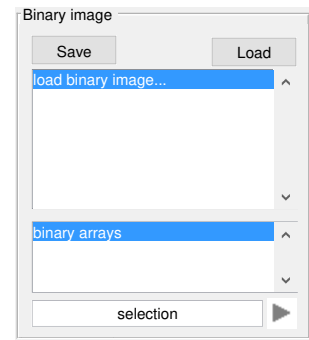 Binary image
Save
Load
load binary image...
binary arrays
selection